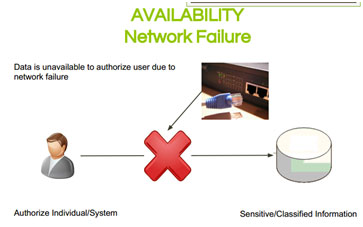 AVAILABILITY
Network Failure
Data is unavailable to authorize user due to
network failure
Authorize Individual/System
Sensitive/Classified Information